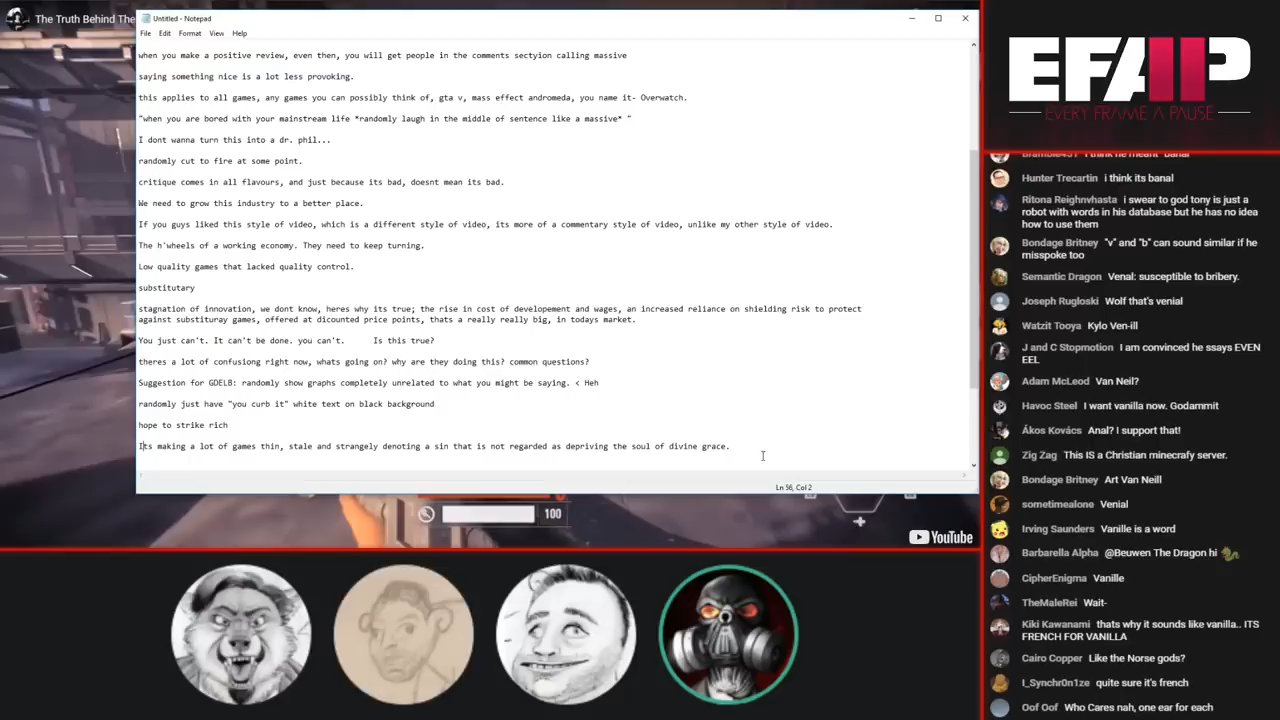 The Truth Behind The
Untitled - Notepad
File Edit Format View Help
when you make a positive review, even then, you will get people in the comments sectyion calling massive
saying something nice is a lot less provoking.
this applies to all games, any games you can possibly think of, gta v, mass effect andromeda, you name it- Overwatch.
"when you are bored with your mainstream life *randomly laugh in the middle of sentence like a massive* "
I dont wanna turn this into a dr. phil...
randomly cut to fire at some point.
critique comes in all flavours, and just because its bad, doesnt mean its bad.
We need to grow this industry to a better place.
If you guys liked this style of video, which is a different style of video, its more of a commentary style of video, unlike my other style of video.
The h'wheels of a working economy. They need to keep turning.
Low quality games that lacked quality control.
substitutary
stagnation of innovation, we dont know, heres why its true; the rise in cost of developement and wages, an increased reliance on shielding risk to protect
against substituray games, offered at dicounted price points, thats a really really big, in todays market.
You just can't. It can't be done. you can't. Is this true?
theres a lot of confusiong right now, whats going on? why are they doing this? common questions?
Suggestion for GDELB: randomly show graphs completely unrelated to what you might be saying. < Heh
randomly just have "you curb it" white text on black background
hope to strike rich
Its making a lot of games thin, stale and strangely denoting a sin that is not regarded as depriving the soul of divine grace.
Ln 56, Col 2
100
YouTube
EFAP
EVERY FRAME A PAUSE
i think he meant "banal"
Hunter Trecartin i think its banal
Ritona Reighnvhasta i swear to god tony is just a
robot with words in his database but he has no idea
how to use them
Bondage Britney "v" and "b" can sound similar if he
misspoke too
Semantic Dragon Venal: susceptible to bribery.
Joseph Rugloski Wolf that's venial
Watzit Tooya Kylo Ven-ill
J and C Stopmotion I am convinced he ssays EVEN
EEL
Adam McLeod Van Neil?
Havoc Steel I want vanilla now. Godammit
Ákos Kovács Anal? I support that!
Zig Zag This IS a Christian minecrafy server.
Bondage Britney Art Van Neill
sometimealone Venial
Irving Saunders Vanille is a word
Barbarella Alpha @Beuwen The Dragon hi
CipherEnigma Vanille
TheMaleRei Wait-
Kiki Kawanami thats why it sounds like vanilla.. ITS
FRENCH FOR VANILLA
Cairo Copper Like the Norse gods?
I_Synchr0n1ze quite sure it's french
Oof Oof Who Cares nah, one ear for each